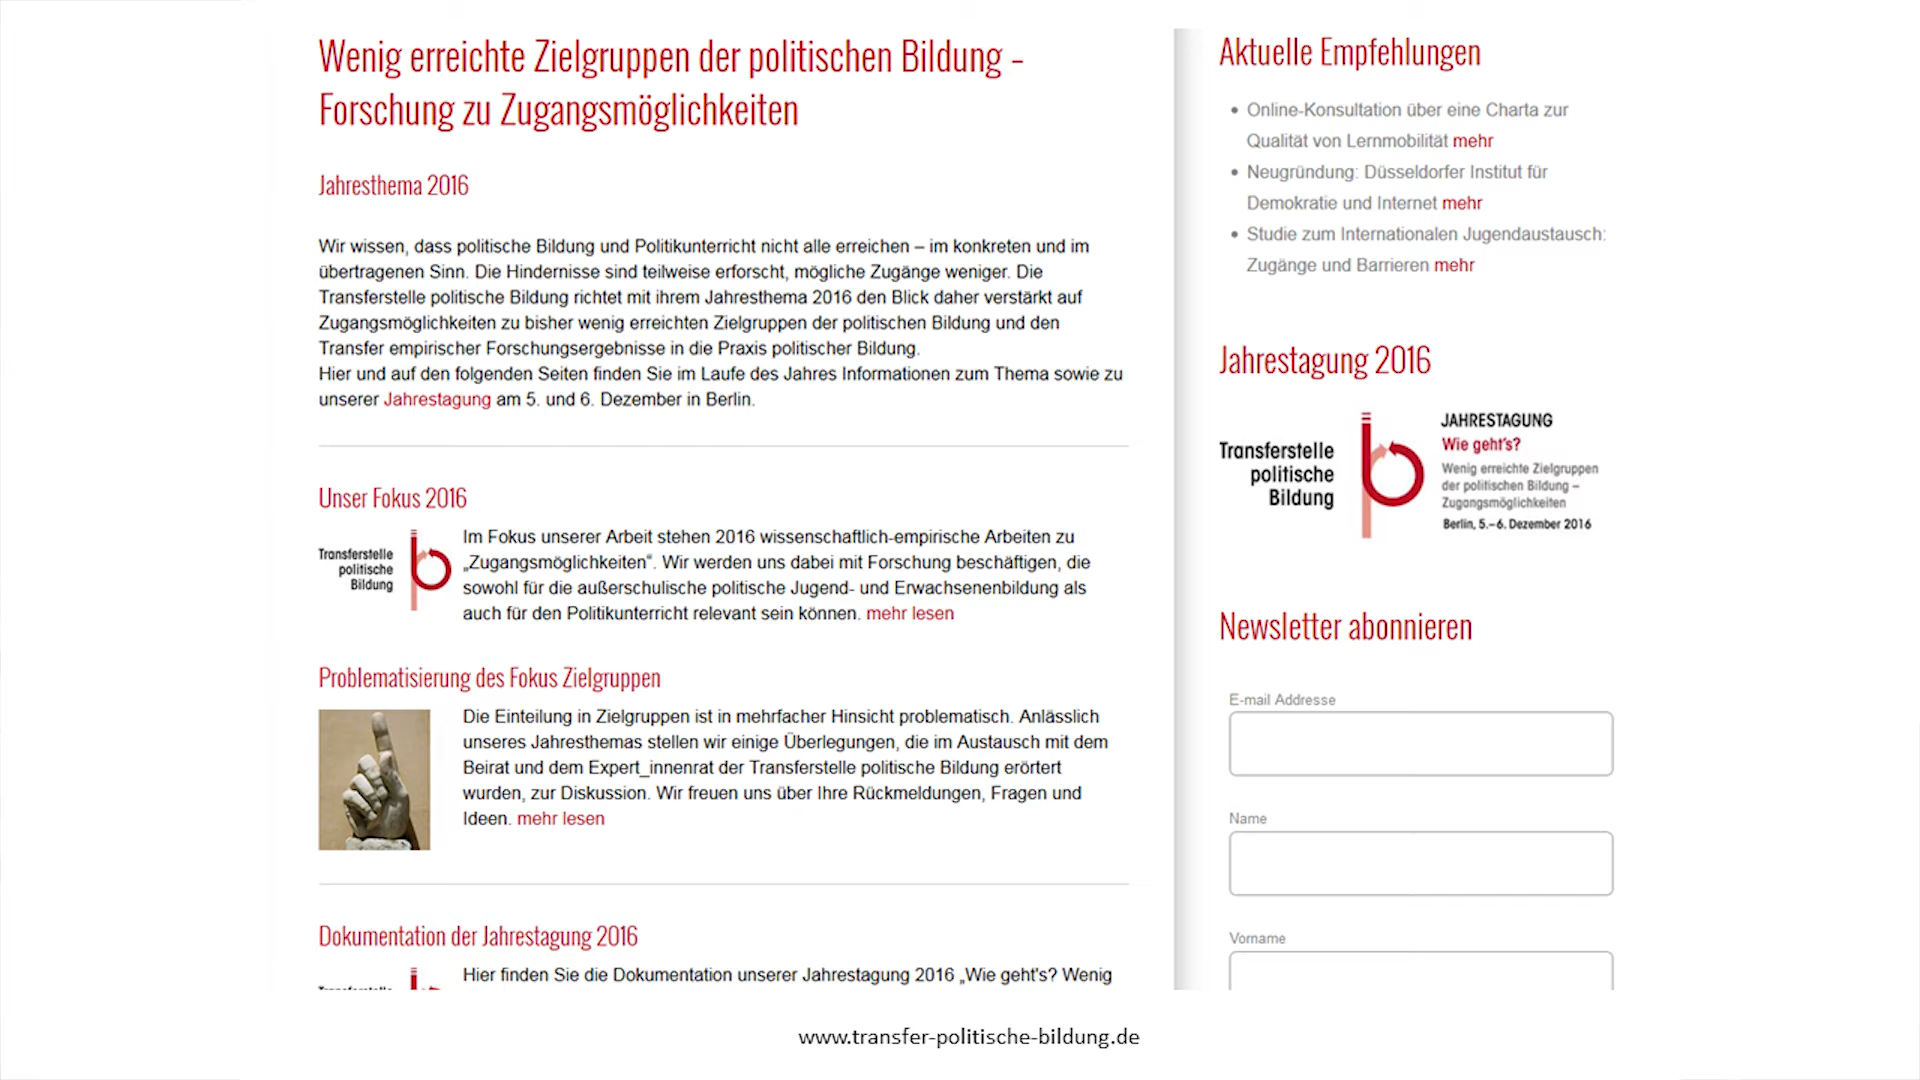 Wenig erreichte Zielgruppen der politischen Bildung –
Forschung zu Zugangsmöglichkeiten
Jahresthema 2016
Wir wissen, dass politische Bildung und Politikunterricht nicht alle erreichen – im konkreten und im
übertragenen Sinn. Die Hindernisse sind teilweise erforscht, mögliche Zugänge weniger. Die
Transferstelle politische Bildung richtet mit ihrem Jahresthema 2016 den Blick daher verstärkt auf
Zugangsmöglichkeiten zu bisher wenig erreichten Zielgruppen der politischen Bildung und den
Transfer empirischer Forschungsergebnisse in die Praxis politischer Bildung.
Hier und auf den folgenden Seiten finden Sie im Laufe des Jahres Informationen zum Thema sowie zu
unserer Jahrestagung am 5. und 6. Dezember in Berlin.
Unser Fokus 2016
Transferstelle
politische
Bildung
Im Fokus unserer Arbeit stehen 2016 wissenschaftlich-empirische Arbeiten zu
„Zugangsmöglichkeiten“. Wir werden uns dabei mit Forschung beschäftigen, die
sowohl für die außerschulische politische Jugend- und Erwachsenenbildung als
auch für den Politikunterricht relevant sein können. mehr lesen
Problematisierung des Fokus Zielgruppen
Die Einteilung in Zielgruppen ist in mehrfacher Hinsicht problematisch. Anlässlich
unseres Jahresthemas stellen wir einige Überlegungen, die im Austausch mit dem
Beirat und dem Expert_innenrat der Transferstelle politische Bildung erörtert
wurden, zur Diskussion. Wir freuen uns über Ihre Rückmeldungen, Fragen und
Ideen. mehr lesen
Dokumentation der Jahrestagung 2016
Hier finden Sie die Dokumentation unserer Jahrestagung 2016 „Wie geht's? Wenig
Aktuelle Empfehlungen
• Online-Konsultation über eine Charta zur
Qualität von Lernmobilität mehr
• Neugründung: Düsseldorfer Institut für
Demokratie und Internet mehr
• Studie zum Internationalen Jugendaustausch:
Zugänge und Barrieren mehr
Jahrestagung 2016
Transferstelle
politische
Bildung
JAHRESTAGUNG
Wie geht's?
Wenig erreichte Zielgruppen
der politischen Bildung –
Zugangsmöglichkeiten
Berlin, 5.–6. Dezember 2016
Newsletter abonnieren
E-mail Addresse
Name
Vorname
www.transfer-politische-bildung.de